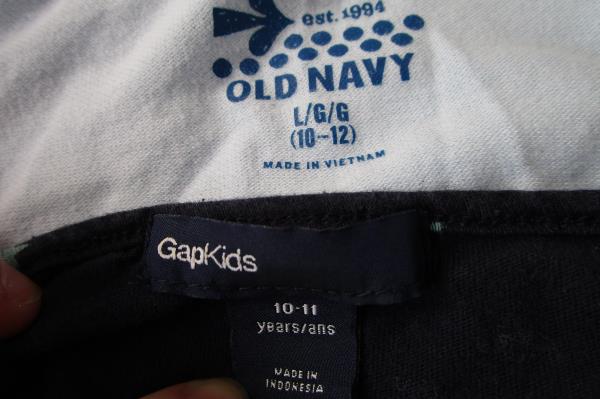 est. 1994
OLD NAVY
L/G/G
(10-12)
MADE IN VIETNAM
GapKids
10-11
years/ans
MADE IN
INDONESIA